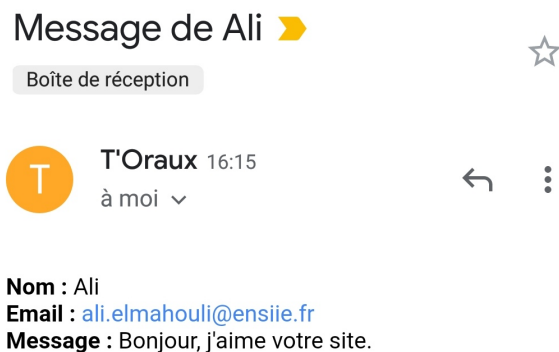 Message de Ali
Boîte de réception
T
T'Oraux 16:15
à moi
Nom : Ali
Email : ali.elmahouli@ensiie.fr
Message : Bonjour, j'aime votre site.